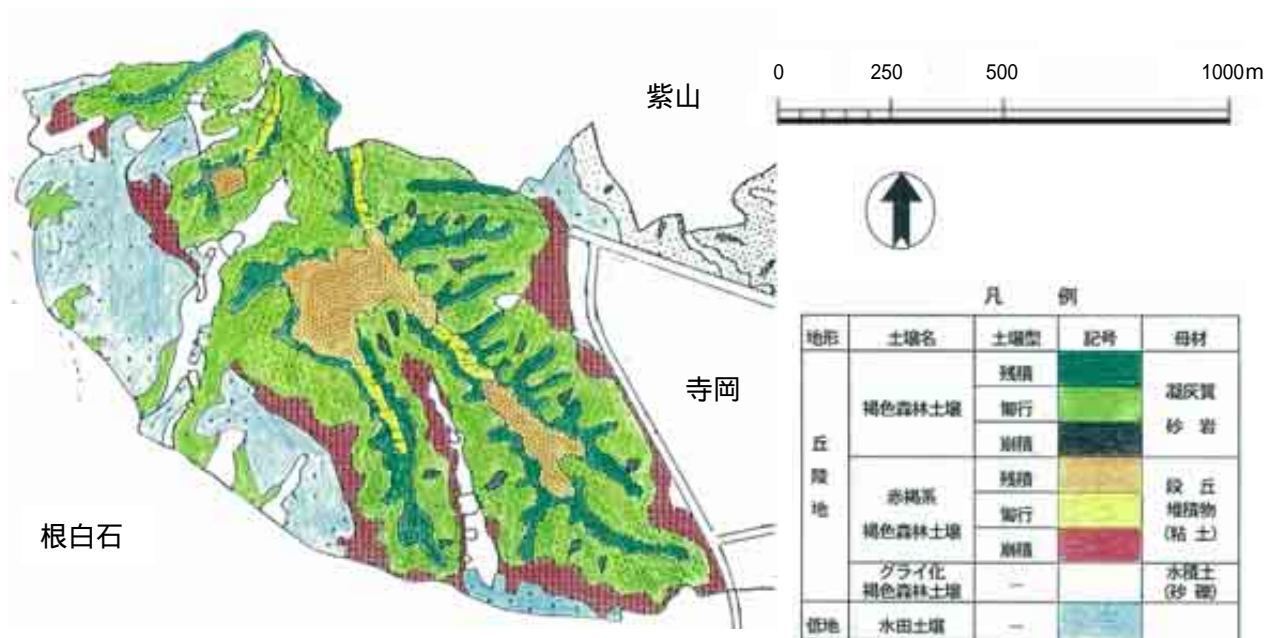 紫山
0 250 500 1000m
寺岡
根白石
凡 例
地形 土壌名 土壌型 記号 母材
丘陵地
褐色森林土壌
残積
匍行
崩積
凝灰質
砂 岩
赤褐系
褐色森林土壌
残積
匍行
崩積
段 丘
堆積物
(粘 土)
グライ化
褐色森林土壌
—
水積土
(砂 礫)
低地 水田土壌 —